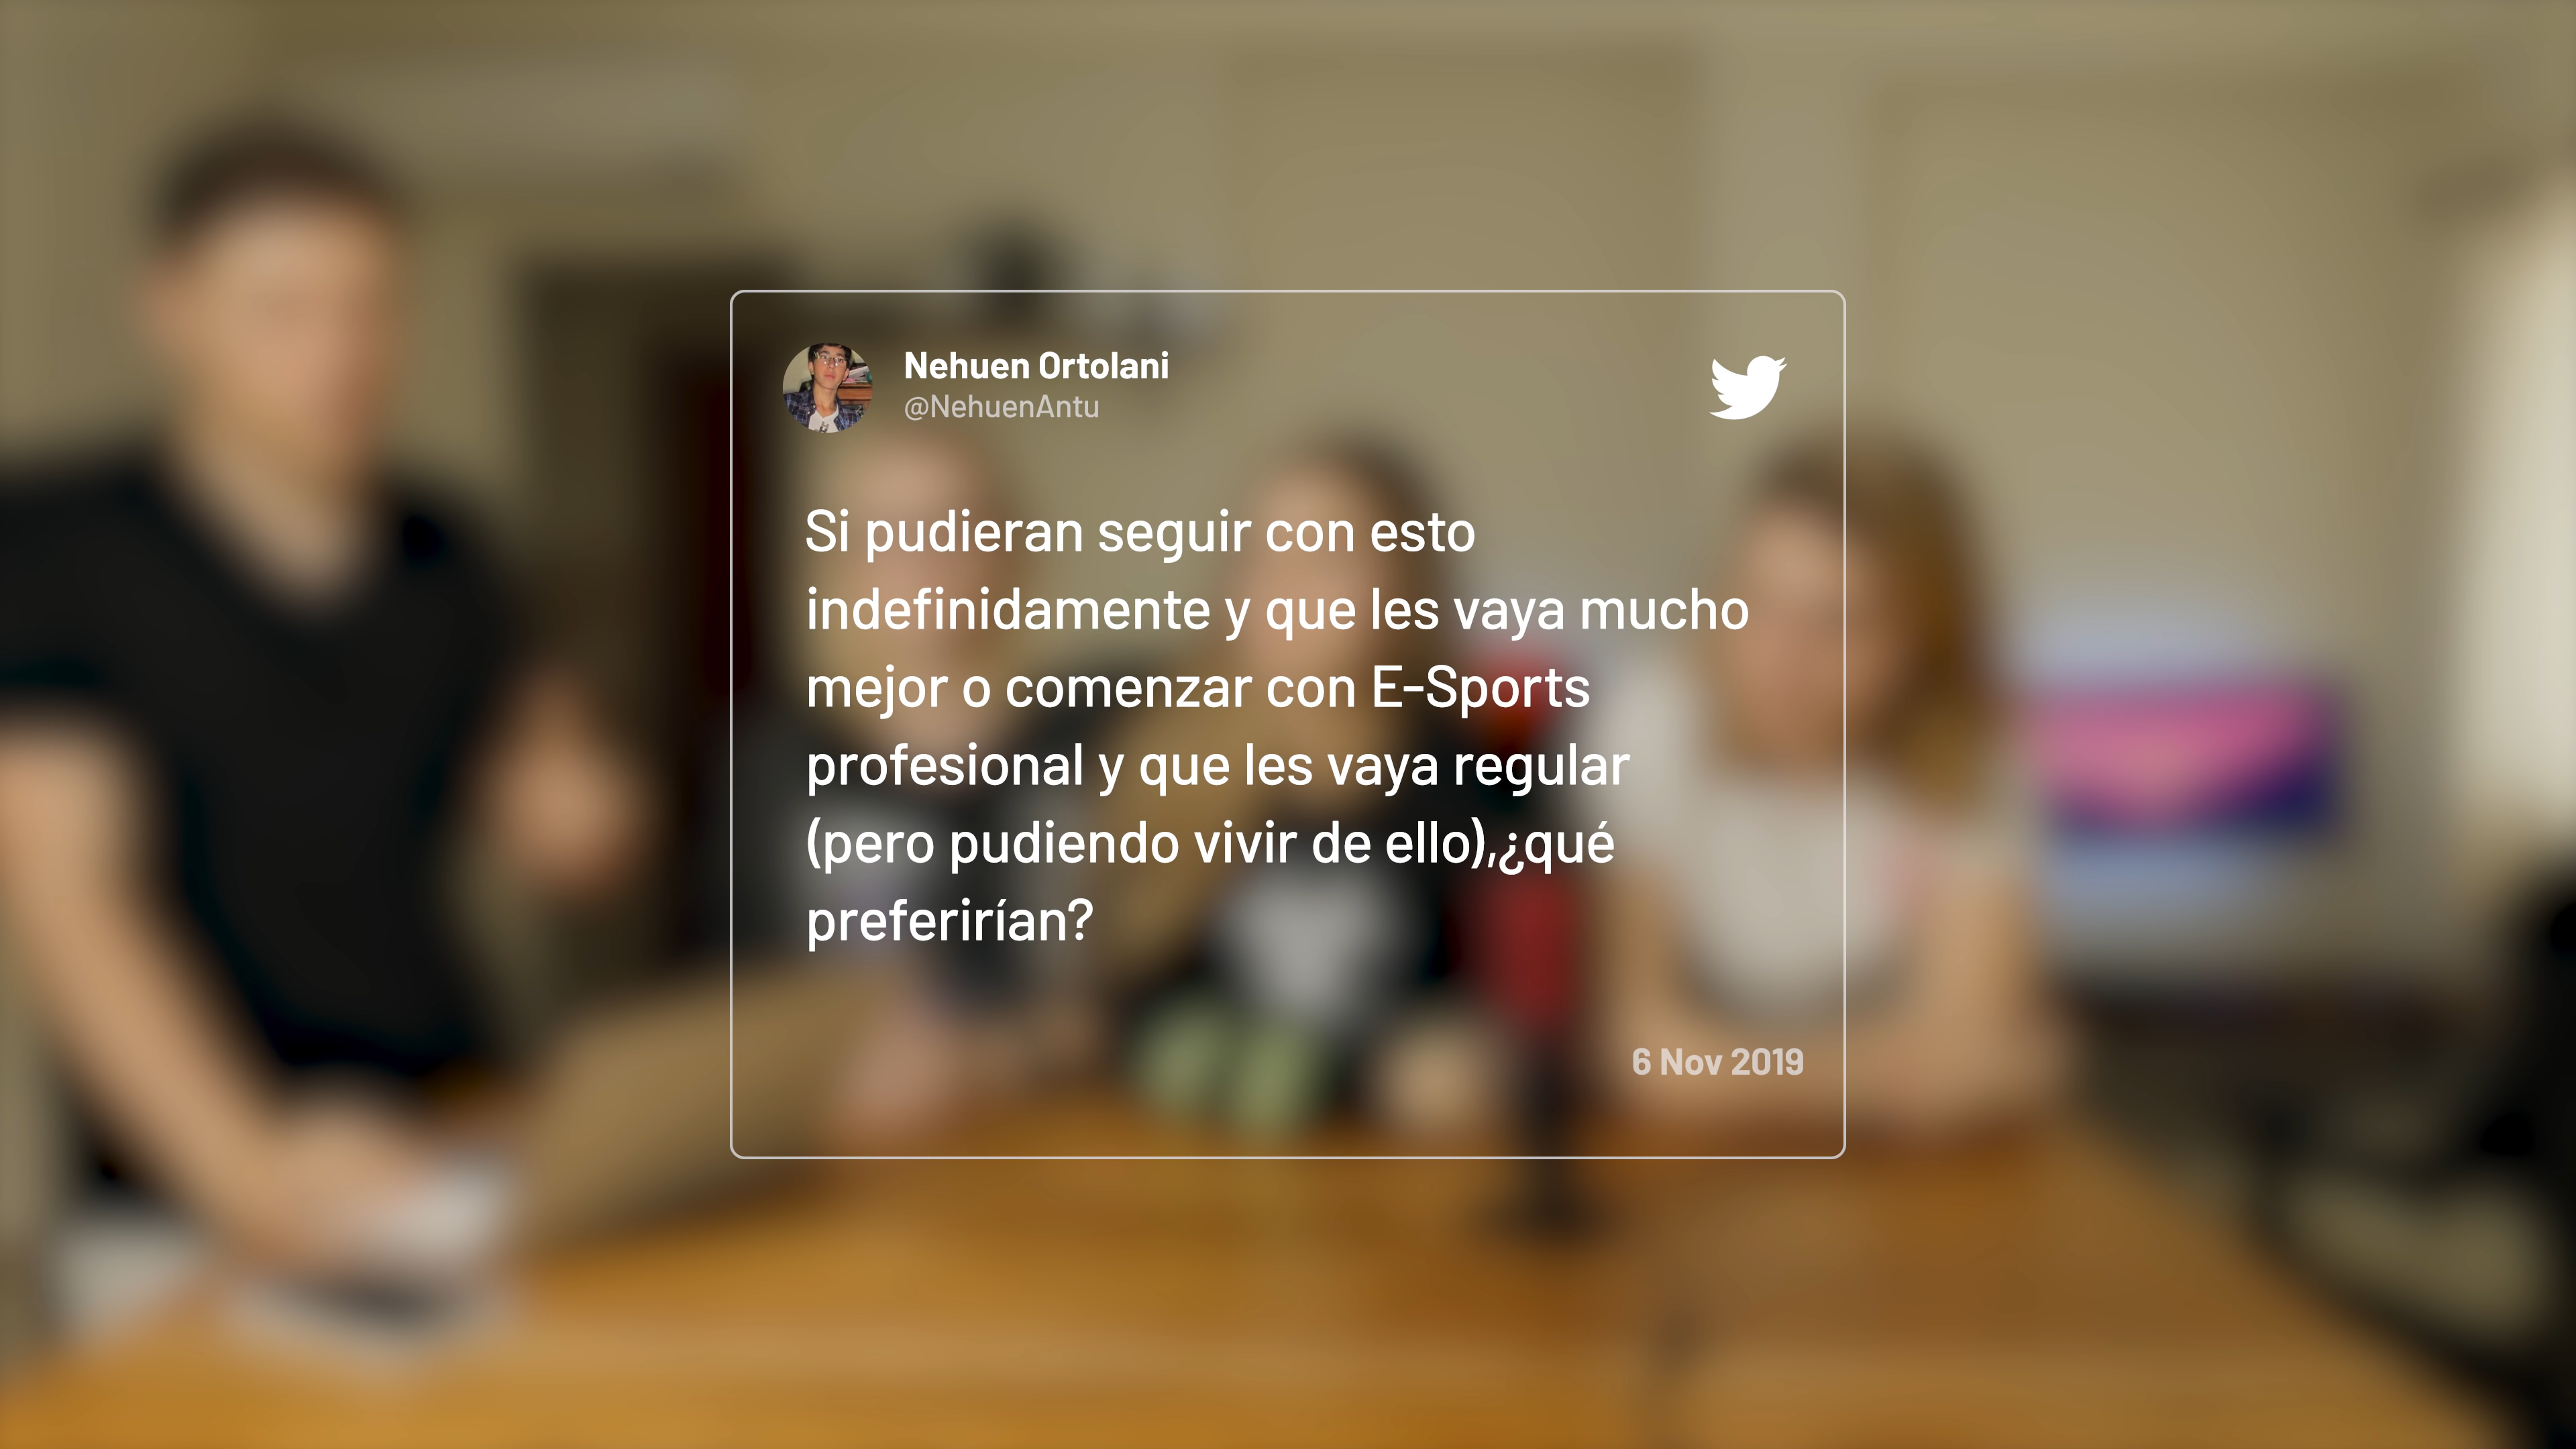 Nehuen Ortolani
@NehuenAntu
Si pudieran seguir con esto
indefinidamente y que les vaya mucho
mejor o comenzar con E-Sports
profesional y que les vaya regular
(pero pudiendo vivir de ello),¿qué
preferirían?
6 Nov 2019